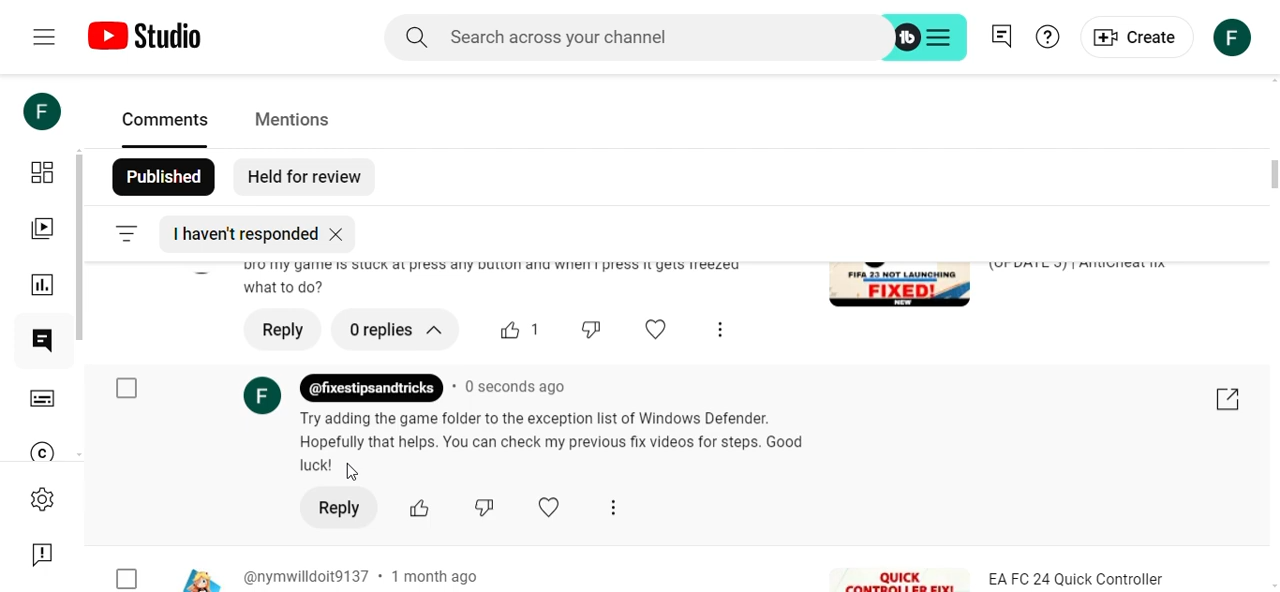 Studio
Search across your channel
Create
F
F
Comments
Mentions
Published
Held for review
I haven't responded
bro my game is stuck at press any button and when I press it gets freezed
what to do?
FIFA 23 NOT LAUNCHING
FIXED!
NEW
(UPDATE 3) | AntiCheat fix
Reply
0 replies
1
F
@fixestipsandtricks • 0 seconds ago
Try adding the game folder to the exception list of Windows Defender.
Hopefully that helps. You can check my previous fix videos for steps. Good
luck!
Reply
@nymwilldoit9137 • 1 month ago
QUICK
CONTROLLER FIX!
EA FC 24 Quick Controller